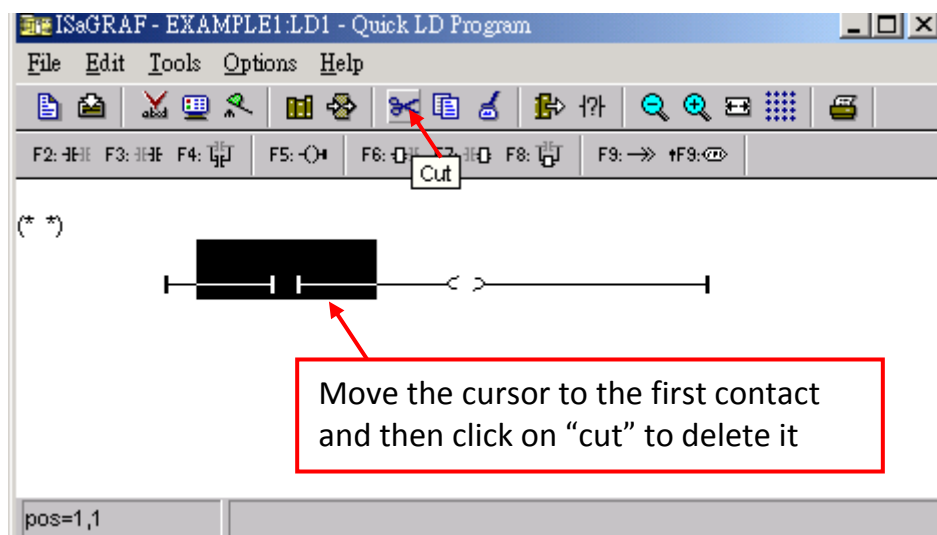 ISaGRAF - EXAMPLE1:LD1 - Quick LD Program
File Edit Tools Options Help
F2: F3: F4: F5: F6: F7: F8: F9: F9:
Cut
(* *)
Move the cursor to the first contact
and then click on “cut” to delete it
pos=1,1